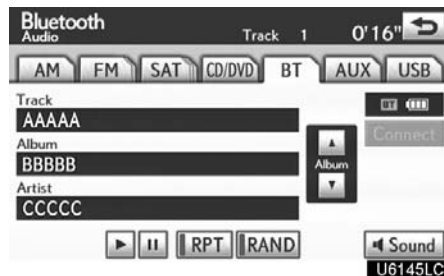 Bluetooth
Audio Track 1 0'16"
AM FM SAT CD/DVD BT AUX USB
Track
AAAAA
BT
Connect
Album
BBBBB
Album
Artist
CCCCC
RPT RAND Sound
U6145LC